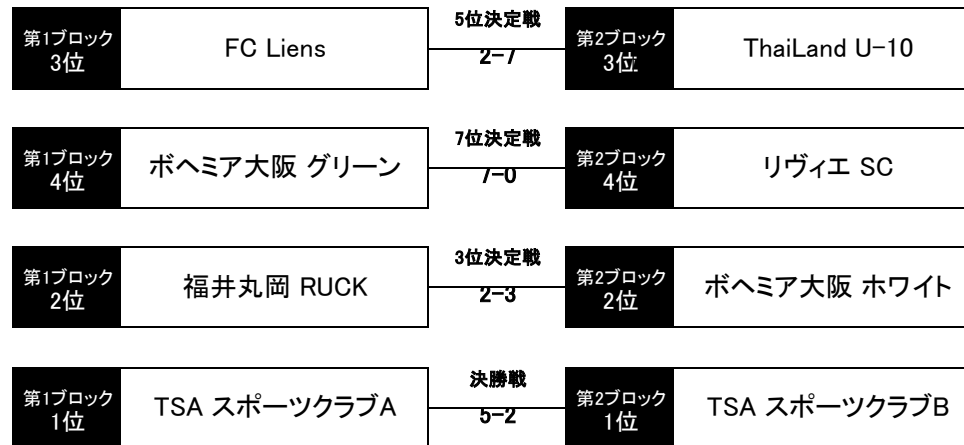 5位決定戦
第1ブロック
3位
FC Liens
2-7
第2ブロック
3位
ThaiLand U-10
7位決定戦
第1ブロック
4位
ボヘミア大阪 グリーン
7-0
第2ブロック
4位
リヴィエ SC
3位決定戦
第1ブロック
2位
福井丸岡 RUCK
2-3
第2ブロック
2位
ボヘミア大阪 ホワイト
決勝戦
第1ブロック
1位
TSA スポーツクラブA
5-2
第2ブロック
1位
TSA スポーツクラブB